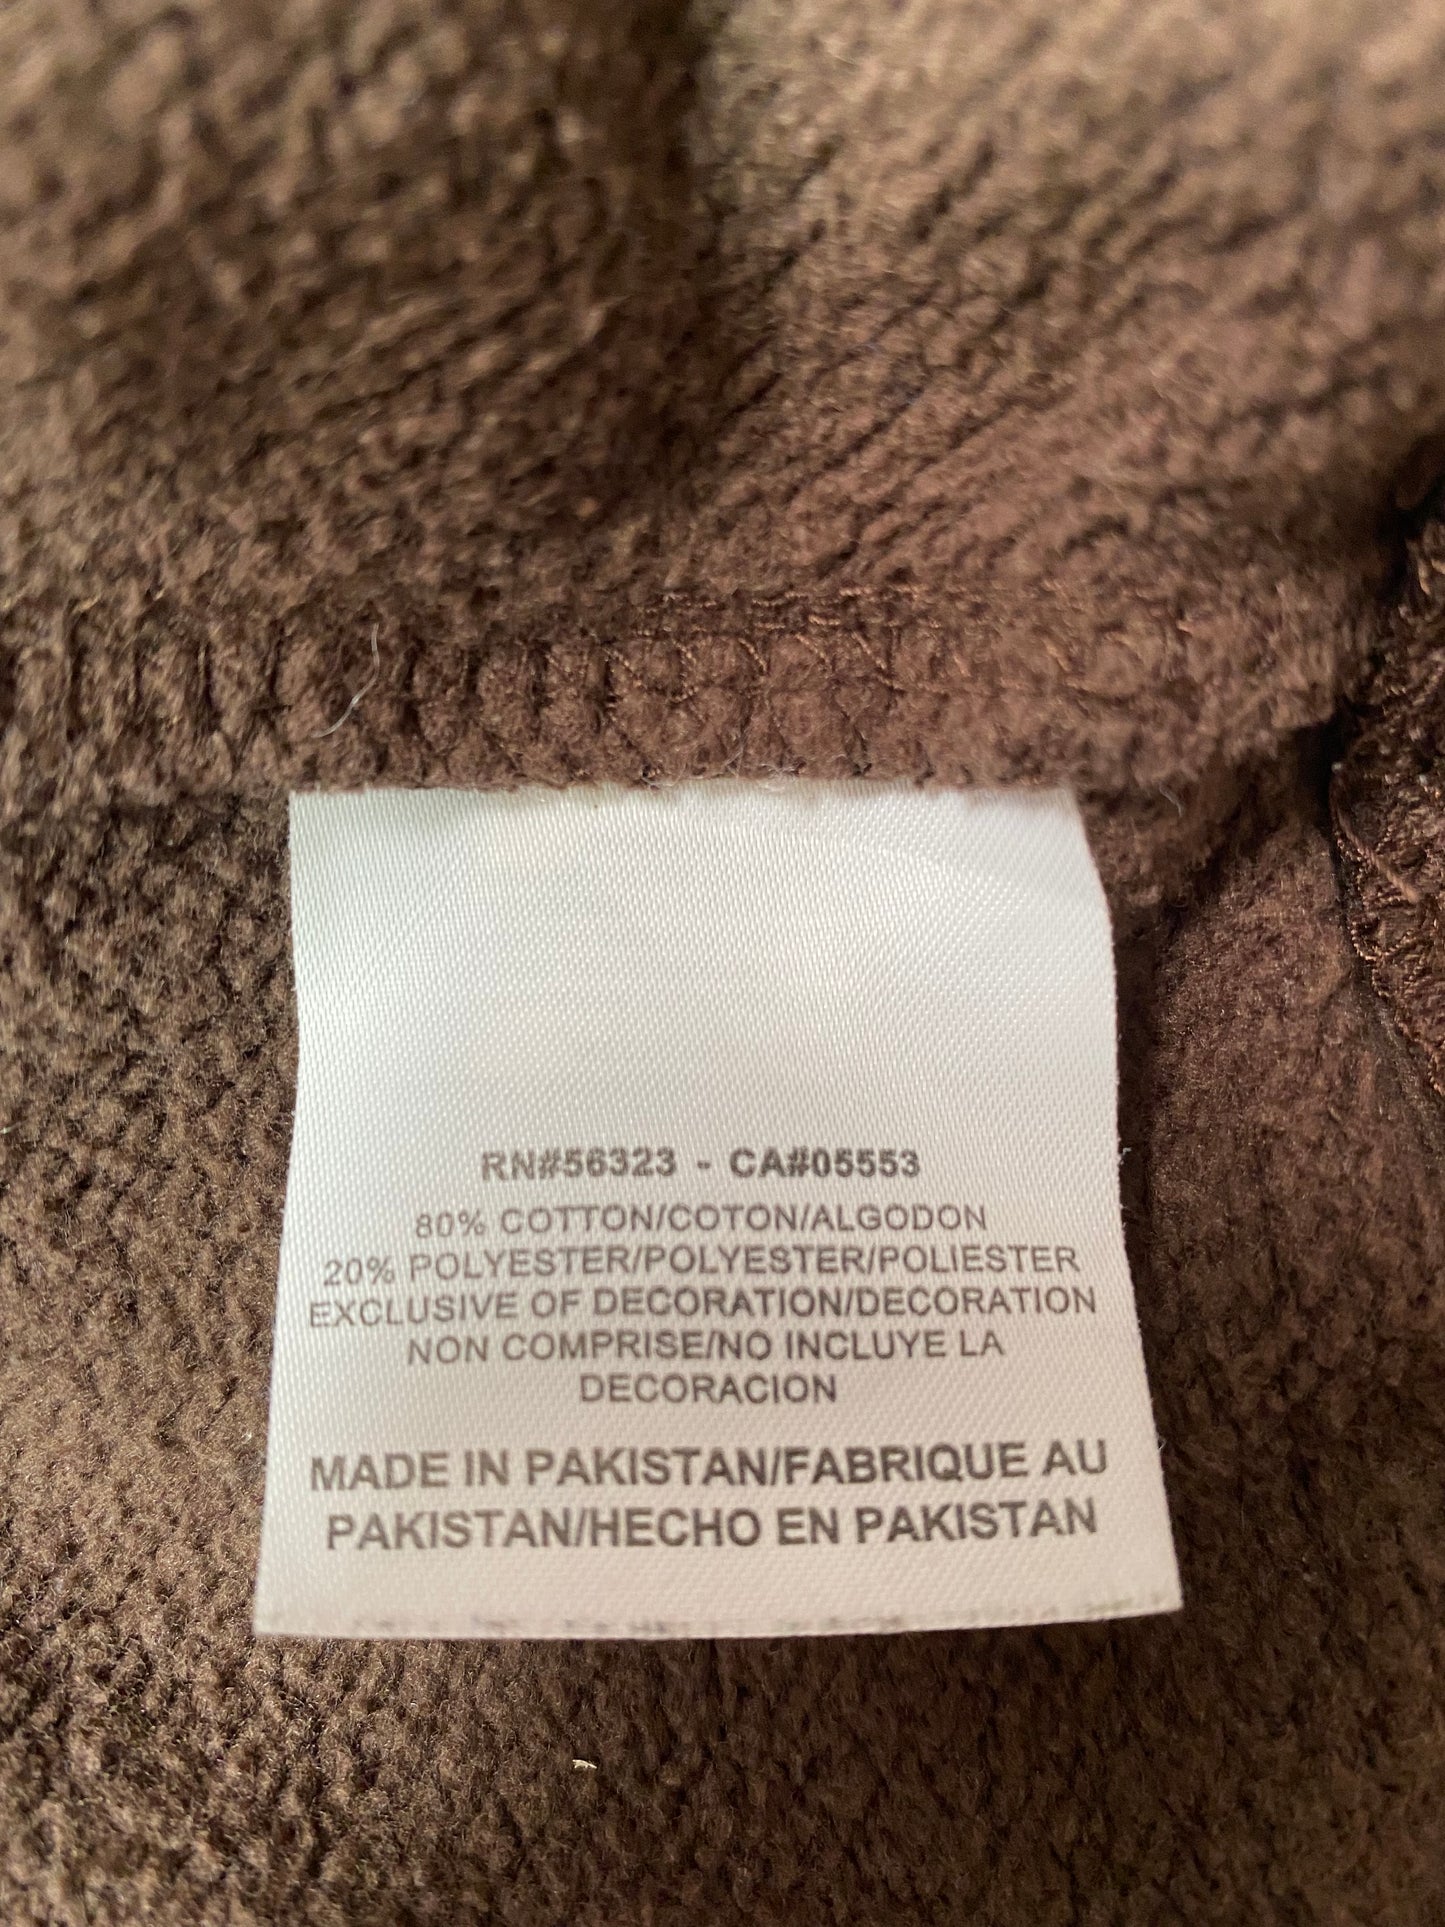 RN#56323 - CA#05553
80% COTTON/COTON/ALGODON
20% POLYESTER/POLYESTER/POLIESTER
EXCLUSIVE OF DECORATION/DECORATION
NON COMPRISE/NO INCLUYE LA
DECORACION
MADE IN PAKISTAN/FABRIQUE AU
PAKISTAN/HECHO EN PAKISTAN